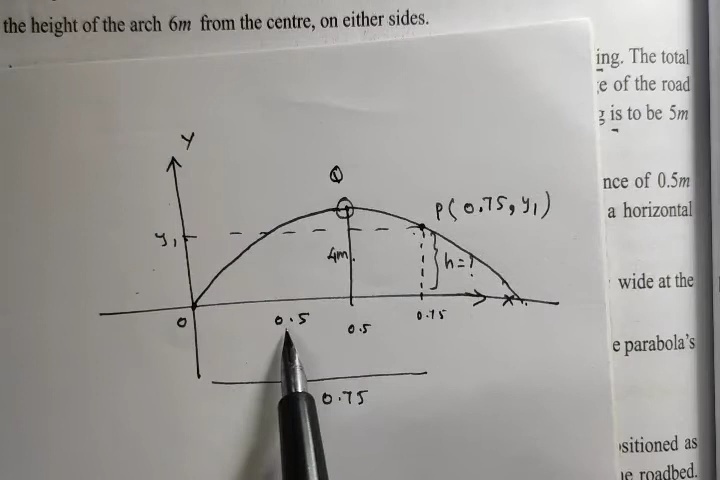 the height of the arch 6m from the centre, on either sides.
ing. The total
e of the road
g is to be 5m
nce of 0.5m
a horizontal
wide at the
e parabola's
sitioned as
e roadbed.
Y
Q
P(0.75, y₁)
y₁
4m.
h=?
O
0.5
0.5
0.75
X
0.75